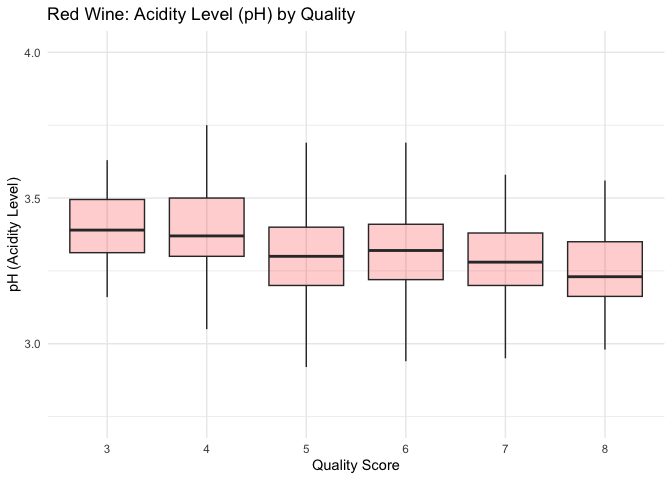 Red Wine: Acidity Level (pH) by Quality
4.0
3.5
3.0
pH (Acidity Level)
3 4 5 6 7 8
Quality Score